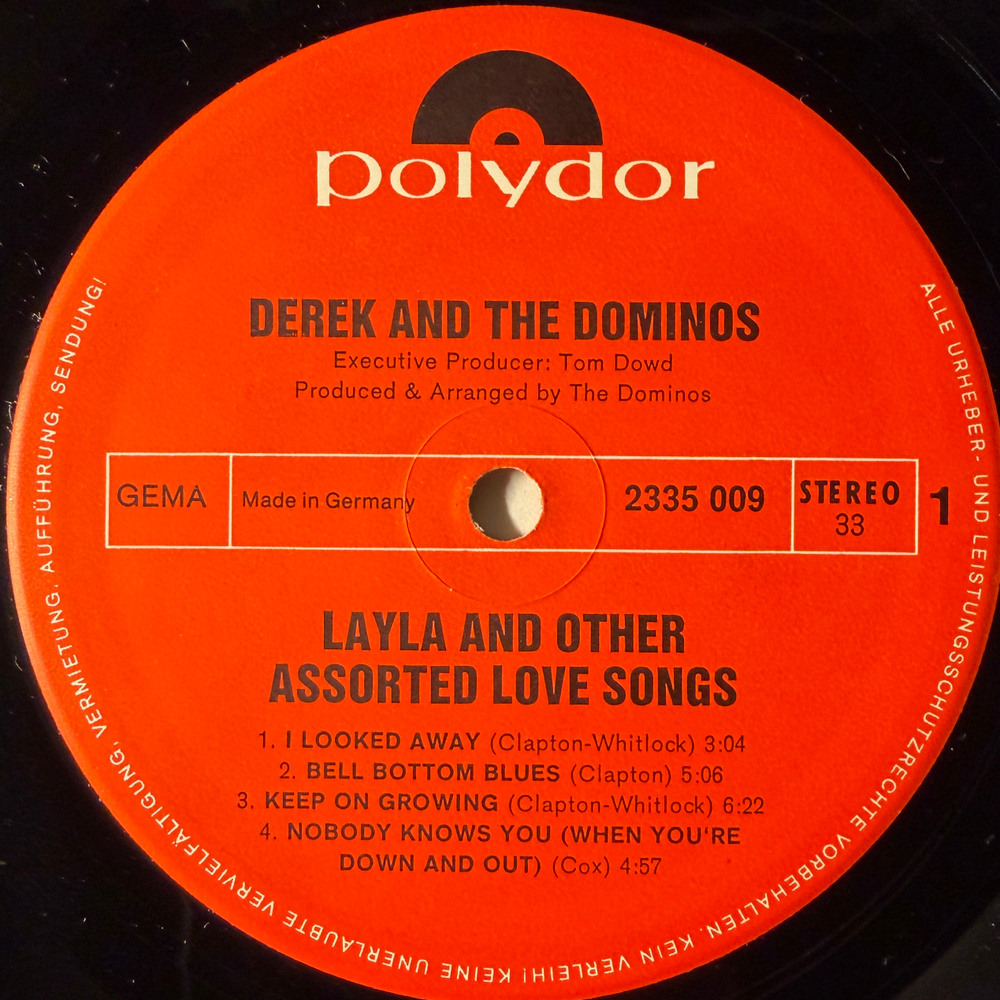 polydor
DEREK AND THE DOMINOS
Executive Producer: Tom Dowd
Produced & Arranged by The Dominos
GEMA
Made in Germany
2335 009
STEREO
33
1
LAYLA AND OTHER
ASSORTED LOVE SONGS
1. I LOOKED AWAY (Clapton-Whitlock) 3:04
2. BELL BOTTOM BLUES (Clapton) 5:06
3. KEEP ON GROWING (Clapton-Whitlock) 6:22
4. NOBODY KNOWS YOU (WHEN YOU'RE
DOWN AND OUT) (Cox) 4:57
ALLE URHEBER- UND LEISTUNGSSCHUTZRECHTE VORBEHALTEN. KEIN VERLEIH! KEINE UNERLAUBTE VERVIELFÄLTIGUNG, VERMIETUNG, AUFFÜHRUNG, SENDUNG!